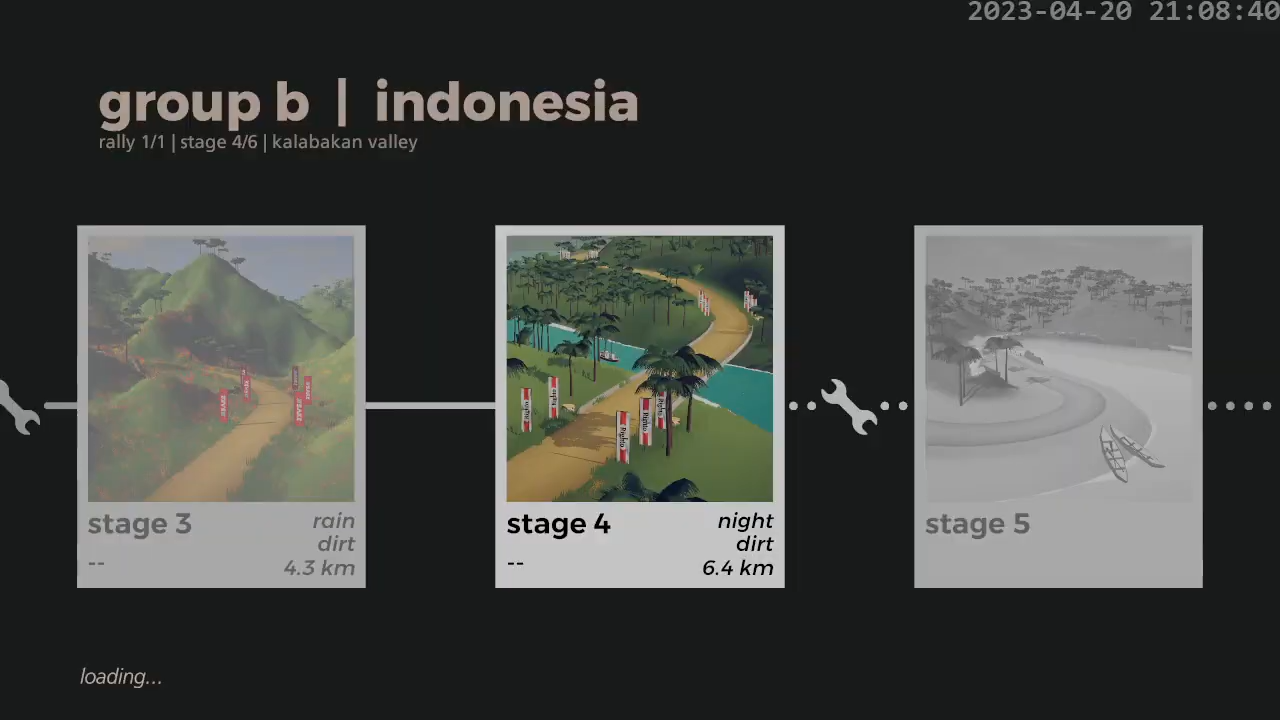 2023-04-20 21:08:40
group b | indonesia
rally 1/1 | stage 4/6 | kalabakan valley
stage 3
rain
dirt
--
4.3 km
stage 4
night
dirt
--
6.4 km
stage 5
loading...